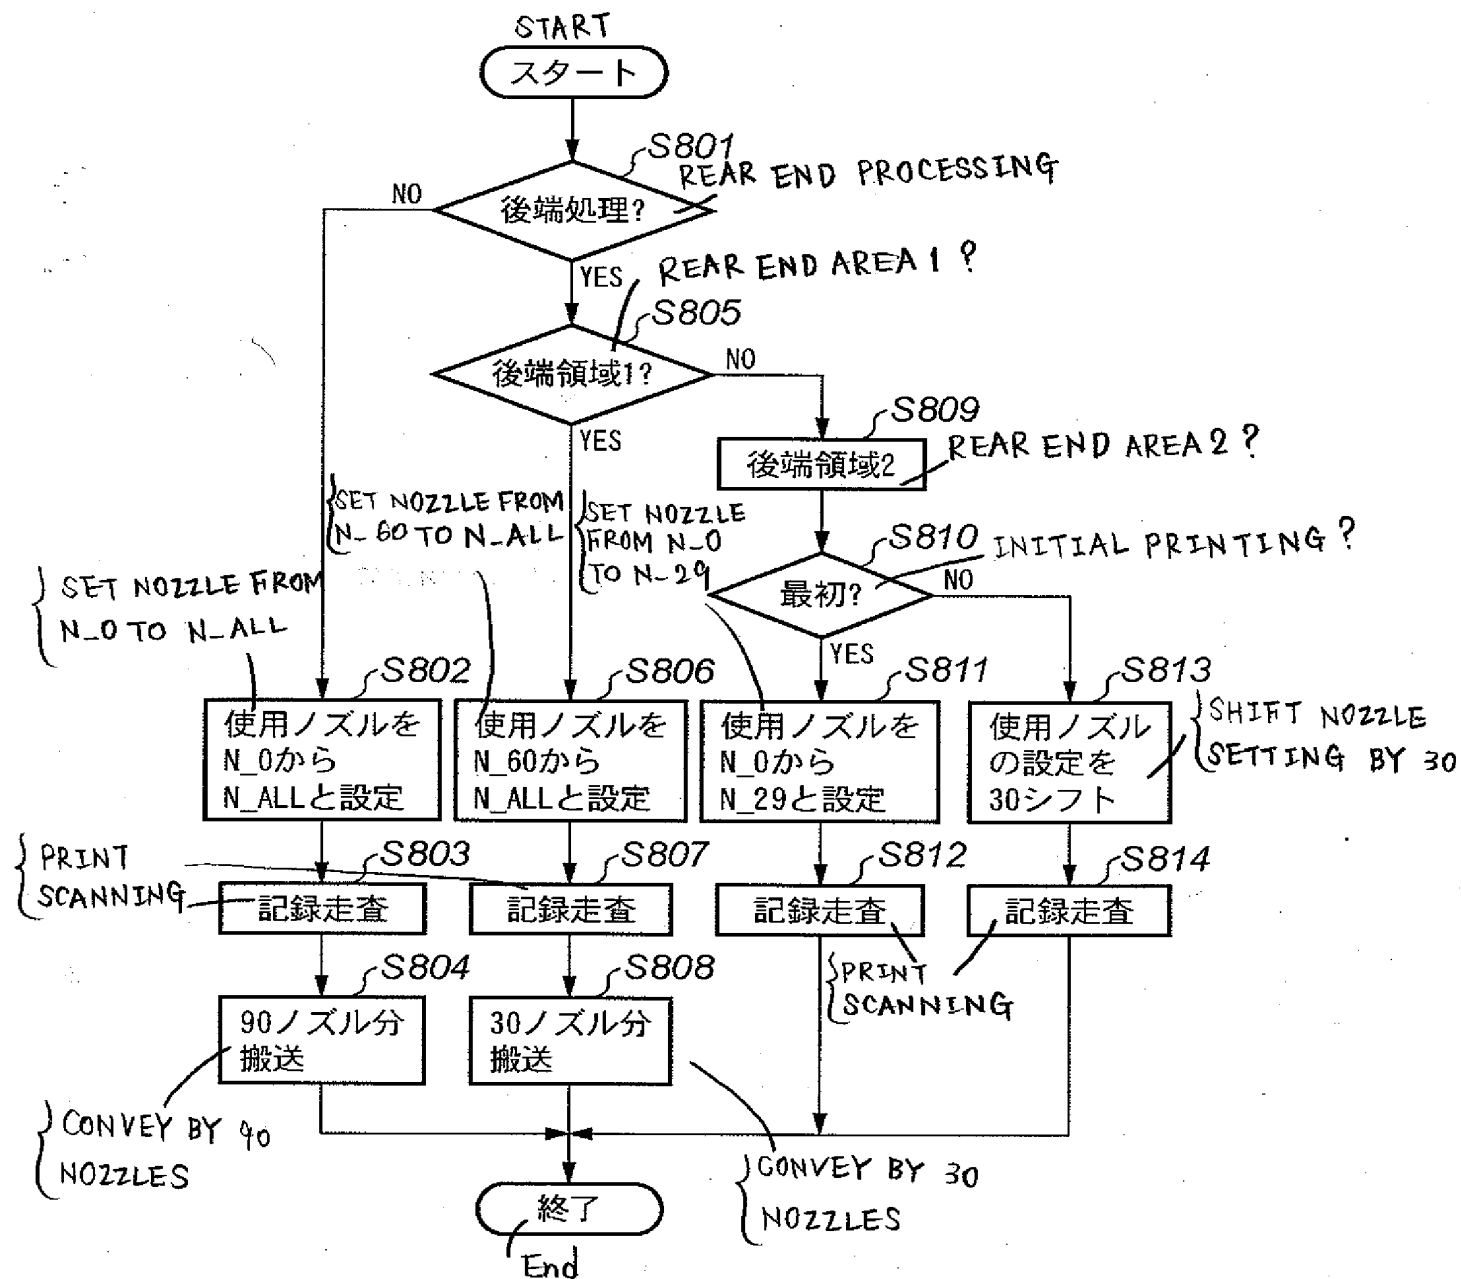 START
スタート
S801
REAR END PROCESSING
NO
後端処理?
YES
REAR END AREA 1 ?
S805
NO
後端領域1?
YES
S809
後端領域2
REAR END AREA 2 ?
SET NOZZLE FROM
N_60 TO N_ALL
SET NOZZLE
FROM N_0
TO N-29
S810
INITIAL PRINTING ?
NO
最初?
YES
SET NOZZLE FROM
N_0 TO N_ALL
S802
使用ノズルを
N_0から
N_ALLと設定
S806
使用ノズルを
N_60から
N_ALLと設定
S811
使用ノズルを
N_0から
N_29と設定
S813
使用ノズル
の設定を
30シフト
SHIFT NOZZLE
SETTING BY 30
PRINT
SCANNING
S803
記録走査
S807
記録走査
S812
記録走査
S814
記録走査
PRINT
SCANNING
S804
90ノズル分
搬送
S808
30ノズル分
搬送
CONVEY BY 90
NOZZLES
CONVEY BY 30
NOZZLES
終了
End